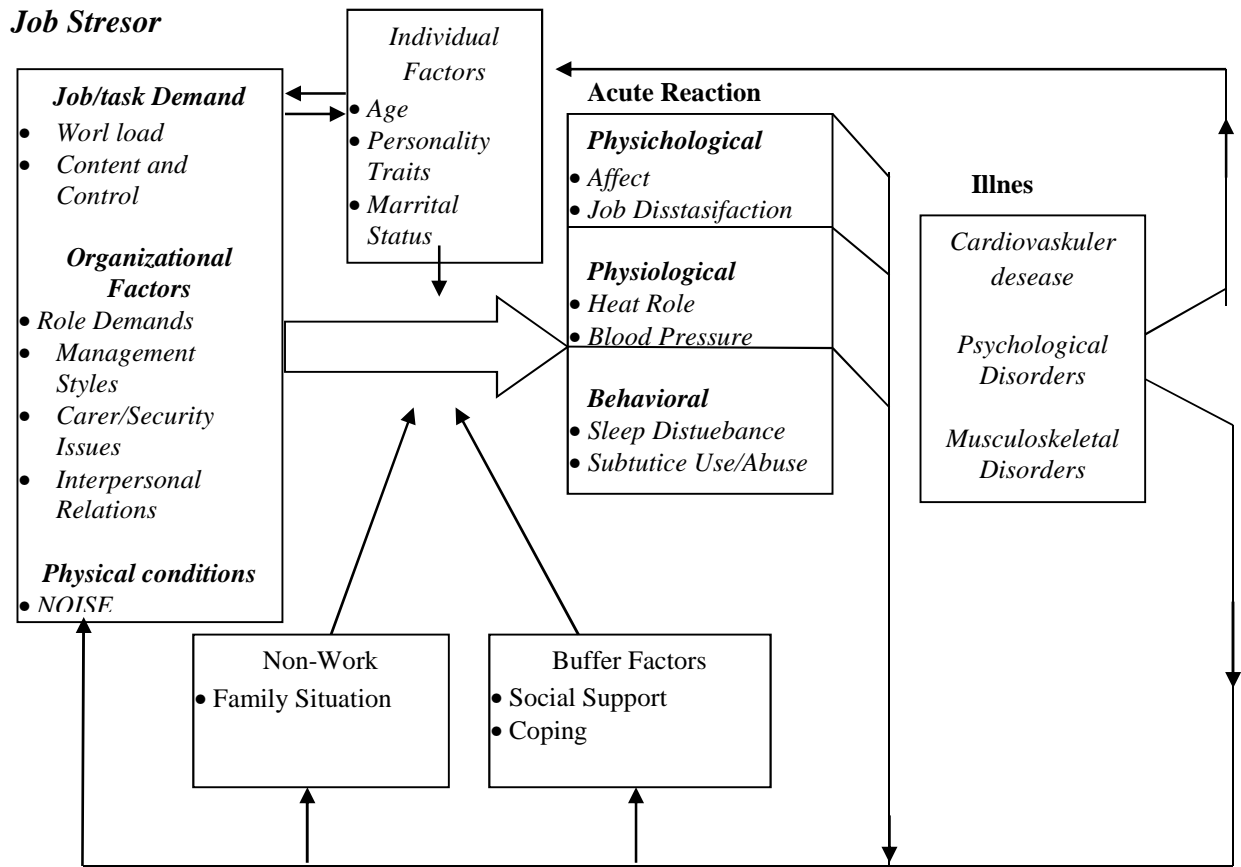 Job Stresor
Job/task Demand
• Worl load
• Content and
Control
Organizational
Factors
• Role Demands
• Management
Styles
• Carer/Security
Issues
• Interpersonal
Relations
Physical conditions
• NOISE
Individual
Factors
• Age
• Personality
Traits
• Marrital
Status
Acute Reaction
Physichological
• Affect
• Job Disstasifaction
Physiological
• Heat Role
• Blood Pressure
Behavioral
• Sleep Distuebance
• Subtutice Use/Abuse
Illnes
Cardiovaskuler
desease
Psychological
Disorders
Musculoskeletal
Disorders
Non-Work
• Family Situation
Buffer Factors
• Social Support
• Coping